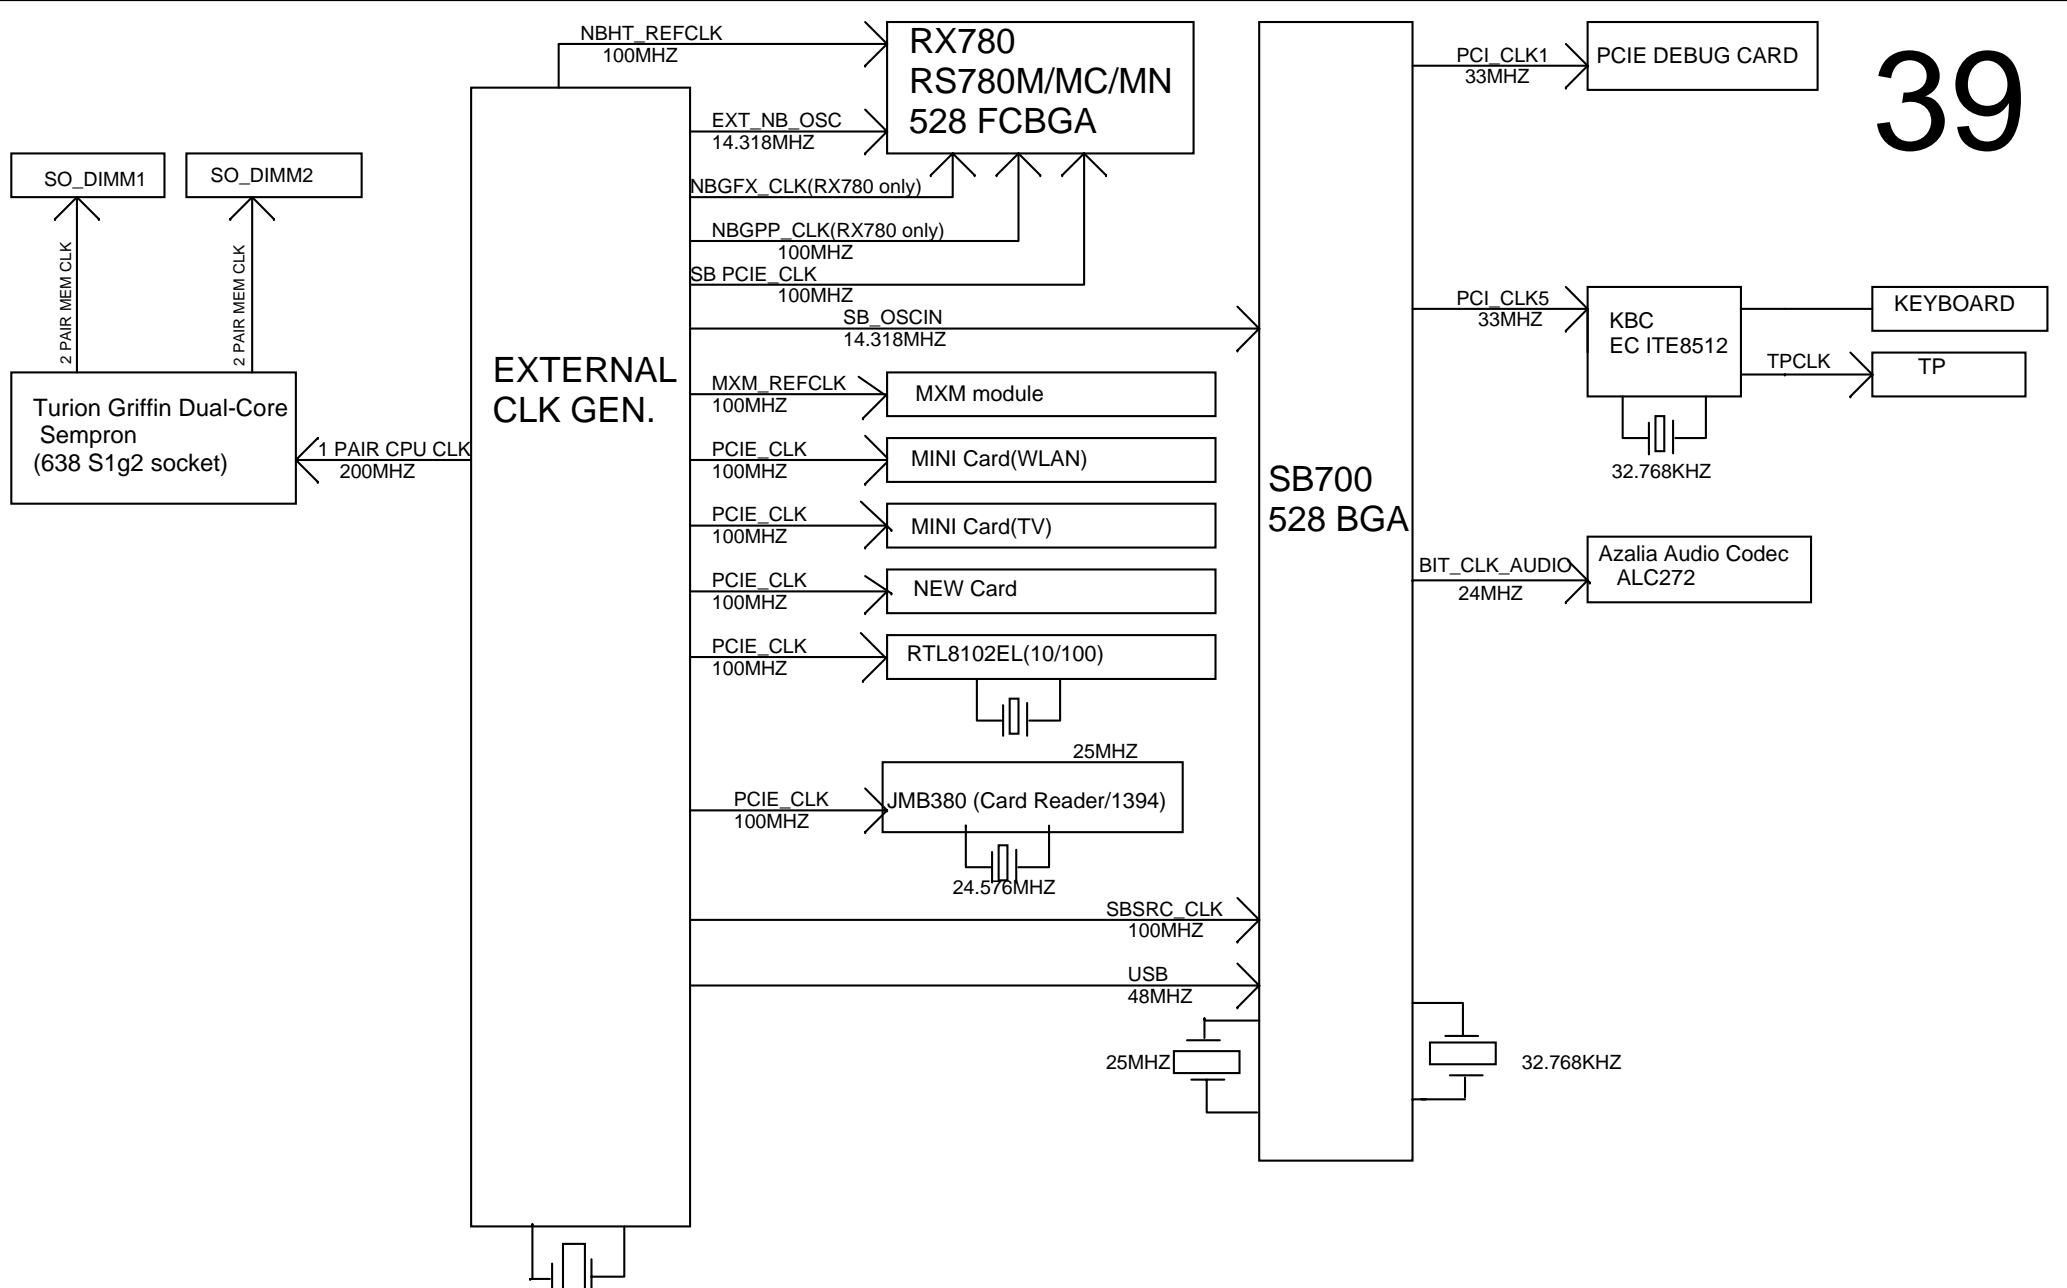 NBHT_REFCLK
100MHZ
RX780
RS780M/MC/MN
528 FCBGA
EXT_NB_OSC
14.318MHZ
NBGFX_CLK(RX780 only)
NBGPP_CLK(RX780 only)
100MHZ
SB PCIE_CLK
100MHZ
SB_OSCIN
14.318MHZ
SO_DIMM1
SO_DIMM2
2 PAIR MEM CLK
2 PAIR MEM CLK
Turion Griffin Dual-Core
Sempron
(638 S1g2 socket)
1 PAIR CPU CLK
200MHZ
EXTERNAL
CLK GEN.
MXM_REFCLK
100MHZ
MXM module
PCIE_CLK
100MHZ
MINI Card(WLAN)
PCIE_CLK
100MHZ
MINI Card(TV)
PCIE_CLK
100MHZ
NEW Card
PCIE_CLK
100MHZ
RTL8102EL(10/100)
25MHZ
PCIE_CLK
100MHZ
JMB380 (Card Reader/1394)
24.576MHZ
SBSRC_CLK
100MHZ
USB
48MHZ
25MHZ
SB700
528 BGA
32.768KHZ
PCI_CLK1
33MHZ
PCIE DEBUG CARD
39
PCI_CLK5
33MHZ
KBC
EC ITE8512
KEYBOARD
TPCLK
TP
32.768KHZ
BIT_CLK_AUDIO
24MHZ
Azalia Audio Codec
ALC272